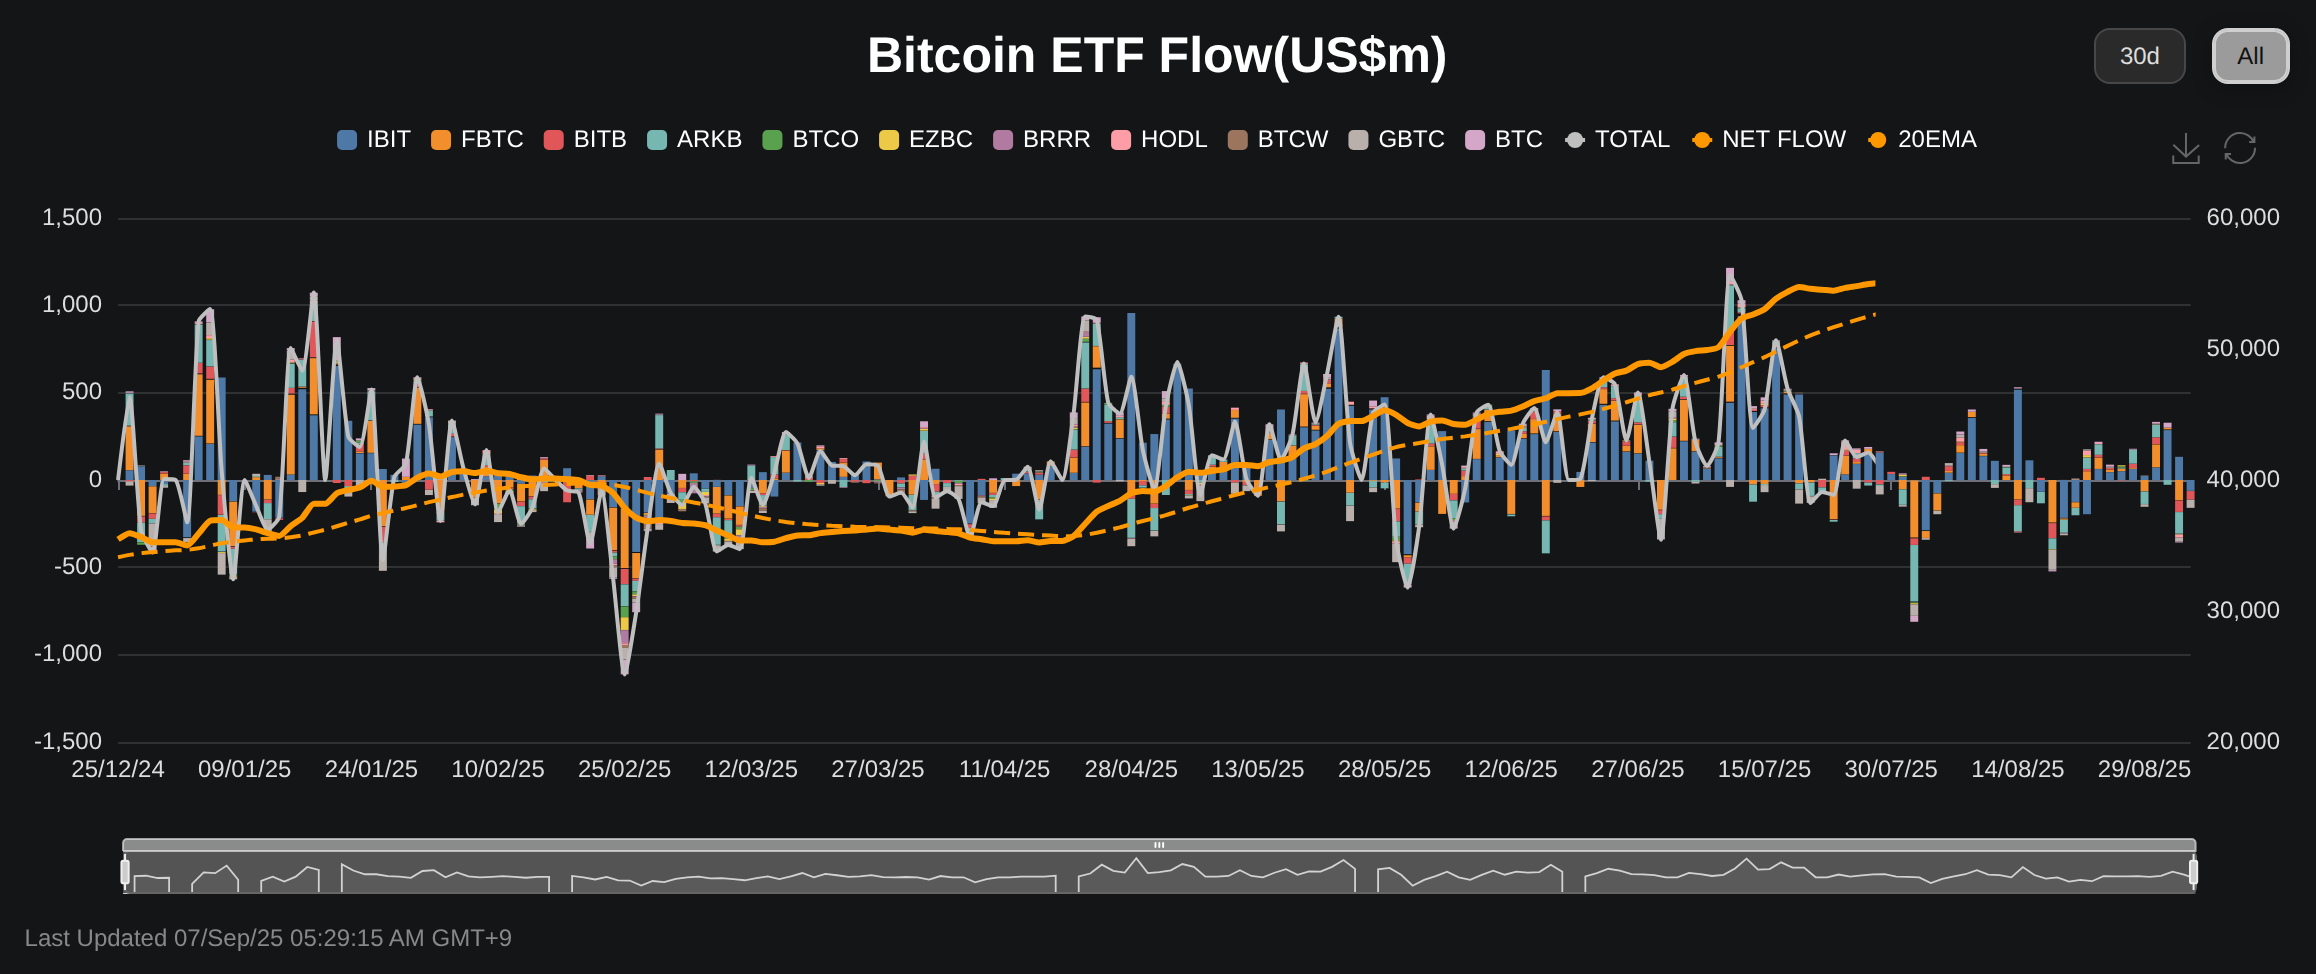 Bitcoin ETF Flow(US$m)
30d
All
IBIT FBTC BITB ARKB BTCO EZBC BRRR HODL BTCW GBTC BTC TOTAL NET FLOW 20EMA
1,500 60,000
1,000
50,000
500
0 40,000
-500
30,000
-1,000
-1,500 20,000
25/12/24 09/01/25 24/01/25 10/02/25 25/02/25 12/03/25 27/03/25 11/04/25 28/04/25 13/05/25 28/05/25 12/06/25 27/06/25 15/07/25 30/07/25 14/08/25 29/08/25
Last Updated 07/Sep/25 05:29:15 AM GMT+9